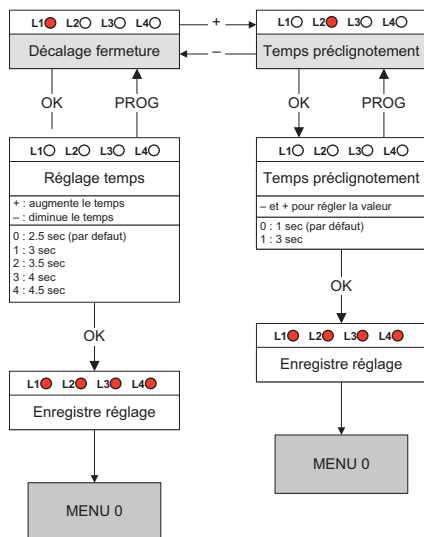 L1 L2 L3 L4
Décalage fermeture
+
–
L1 L2 L3 L4
Temps préclignotement
OK
PROG
OK
PROG
L1 L2 L3 L4
Réglage temps
+ : augmente le temps
– : diminue le temps
0 : 2.5 sec (par defaut)
1 : 3 sec
2 : 3.5 sec
3 : 4 sec
4 : 4.5 sec
L1 L2 L3 L4
Temps préclignotement
– et + pour régler la valeur
0 : 1 sec (par défaut)
1 : 3 sec
OK
OK
L1 L2 L3 L4
Enregistre réglage
L1 L2 L3 L4
Enregistre réglage
MENU 0
MENU 0